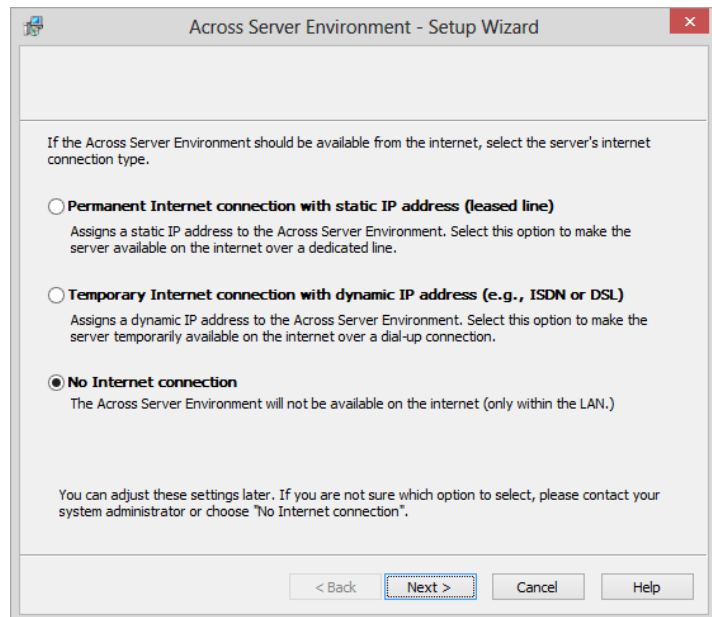 Across Server Environment - Setup Wizard
If the Across Server Environment should be available from the internet, select the server's internet
connection type.
Permanent Internet connection with static IP address (leased line)
Assigns a static IP address to the Across Server Environment. Select this option to make the
server available on the internet over a dedicated line.
Temporary Internet connection with dynamic IP address (e.g., ISDN or DSL)
Assigns a dynamic IP address to the Across Server Environment. Select this option to make the
server temporarily available on the internet over a dial-up connection.
No Internet connection
The Across Server Environment will not be available on the internet (only within the LAN.)
You can adjust these settings later. If you are not sure which option to select, please contact your
system administrator or choose "No Internet connection".
< Back Next > Cancel Help